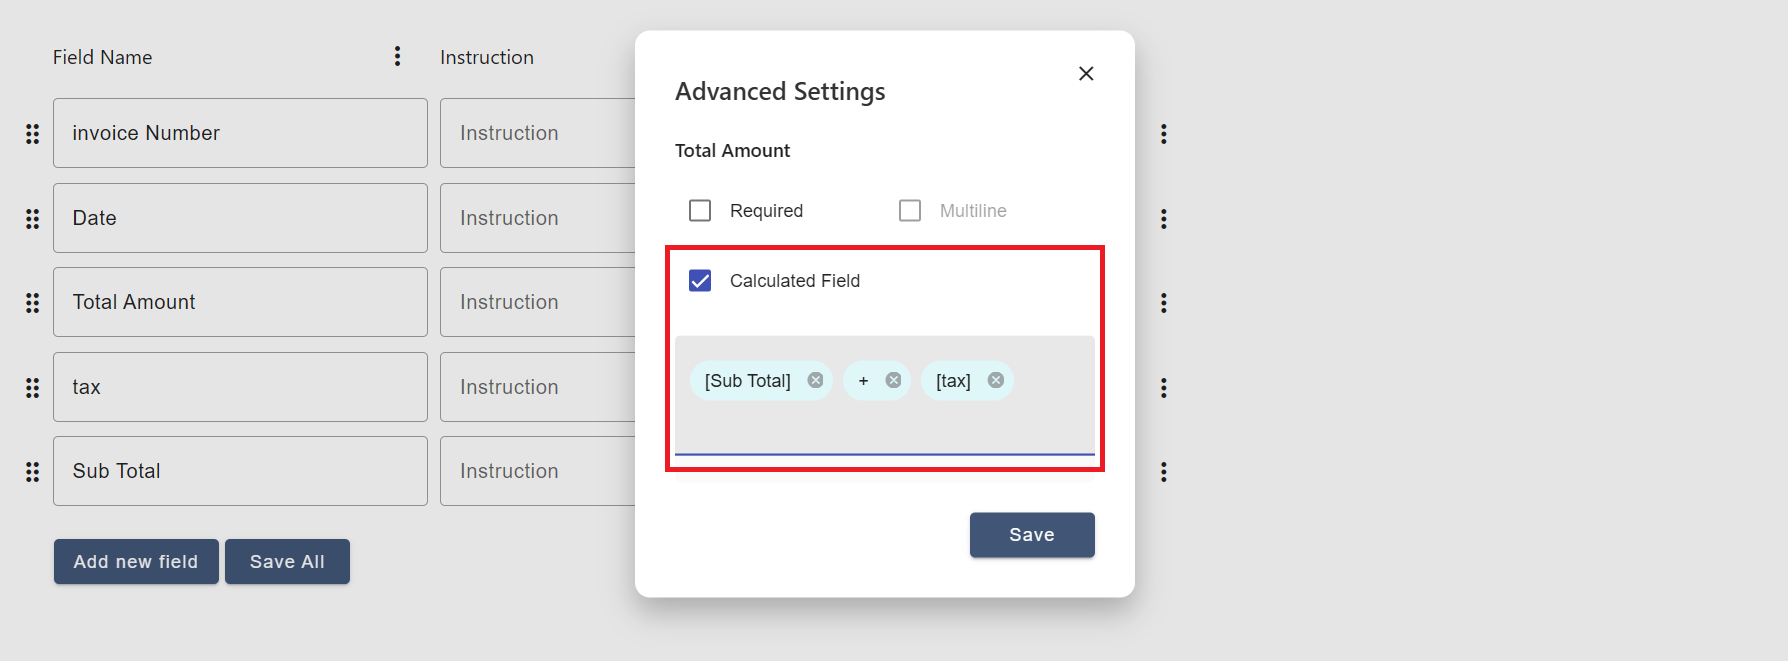 Field Name
Instruction
invoice Number
Instruction
Date
Instruction
Total Amount
Instruction
tax
Instruction
Sub Total
Instruction
Add new field
Save All
Advanced Settings
Total Amount
Required
Multiline
Calculated Field
[Sub Total] + [tax]
Save